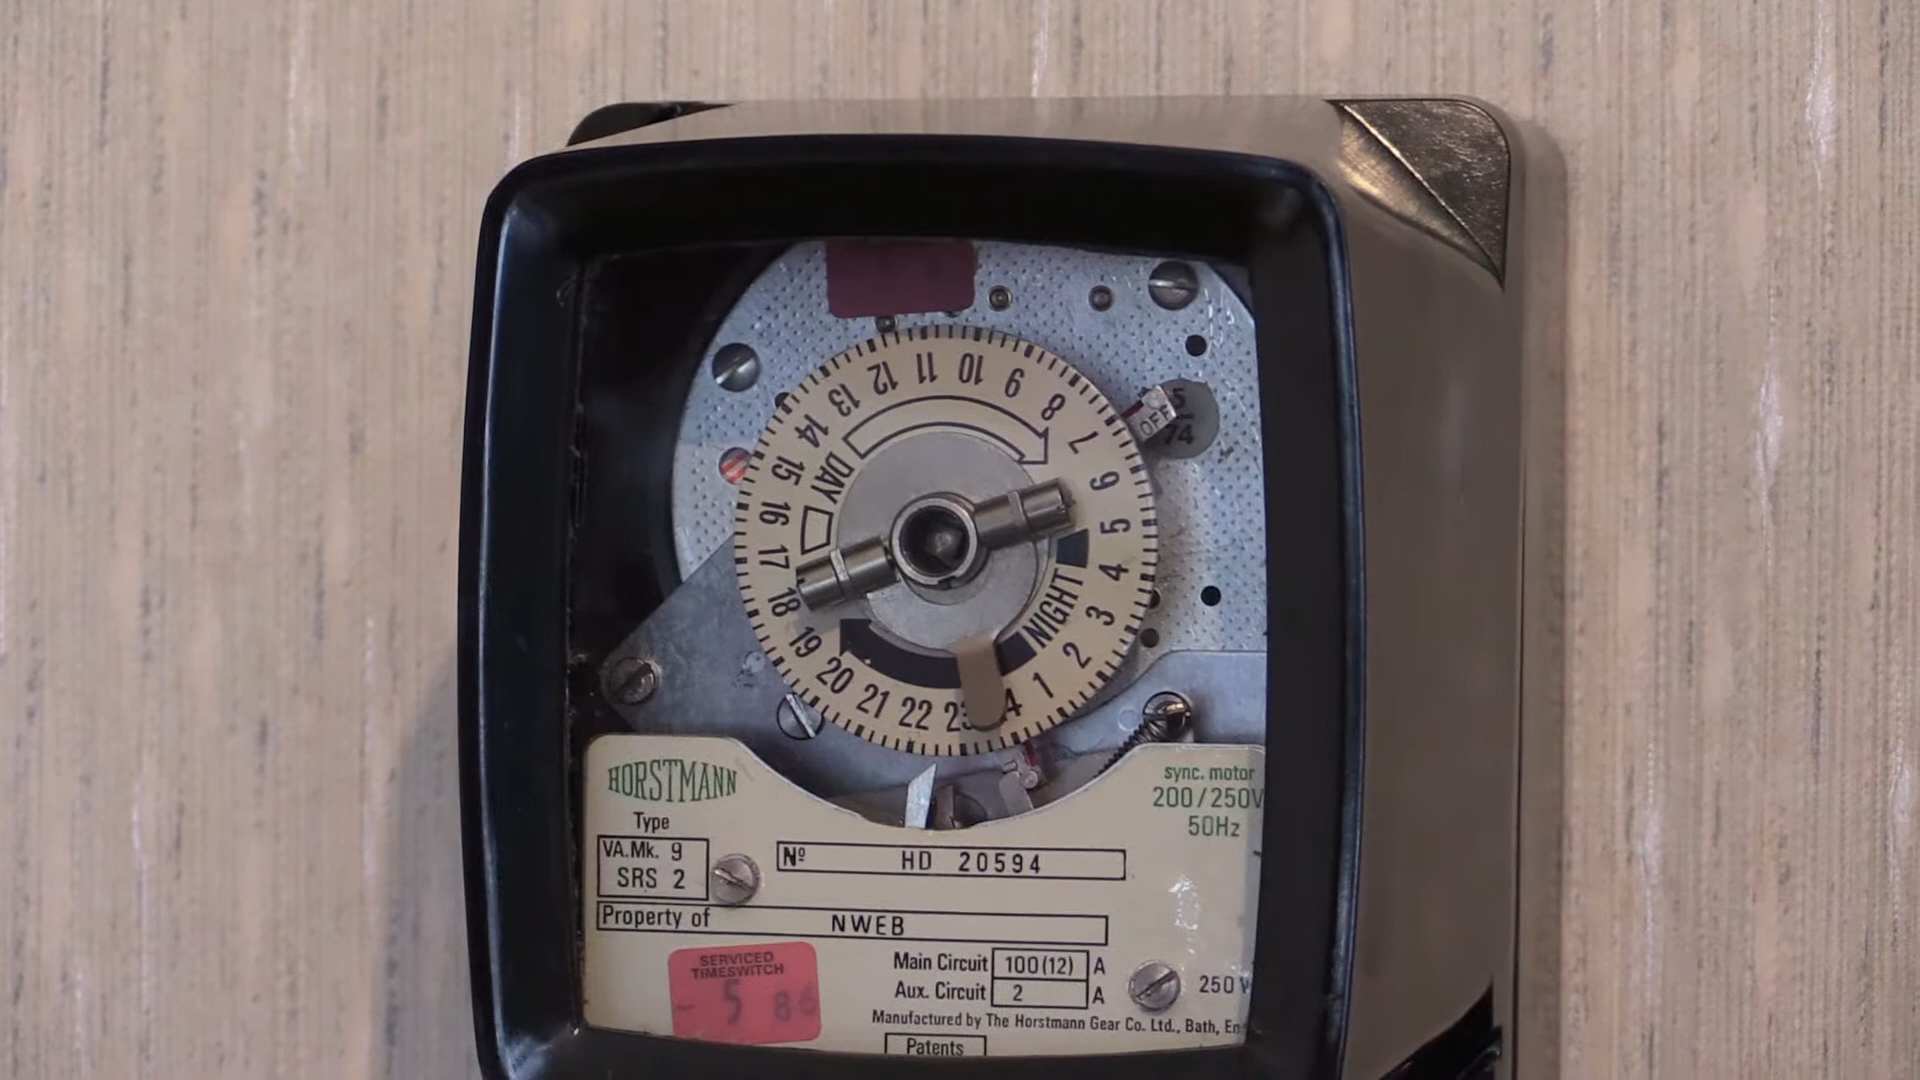 10
11
9
12
8
13
7
14
DAY
15
6
16
5
17
4
18
NIGHT
3
19
2
20
1
21
22
OFF
5
74
HORSTMANN
Type
VA.Mk. 9
SRS 2
sync. motor
200/250V
50Hz
Nº HD 20594
Property of NWEB
SERVICED
TIMESWITCH
- 5 86
Main Circuit 100(12) A
Aux. Circuit 2 A
250 V
Manufactured by The Horstmann Gear Co. Ltd., Bath,
Patents